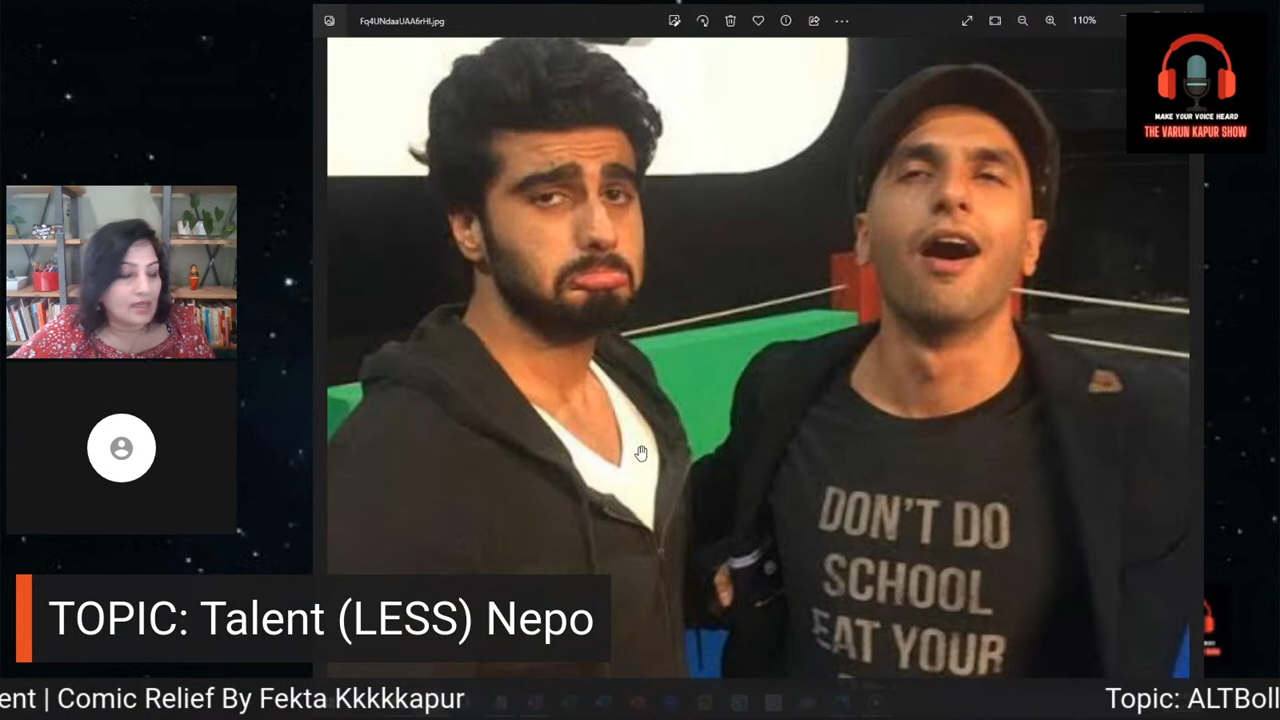 Fq4UNdaaUAA6rHI.jpg
110%
MAKE YOUR VOICE HEARD
THE VARUN KAPUR SHOW
DON'T DO
SCHOOL
EAT YOUR
TOPIC: Talent (LESS) Nepo
ent | Comic Relief By Fekta Kkkkkapur
Topic: ALTBoll